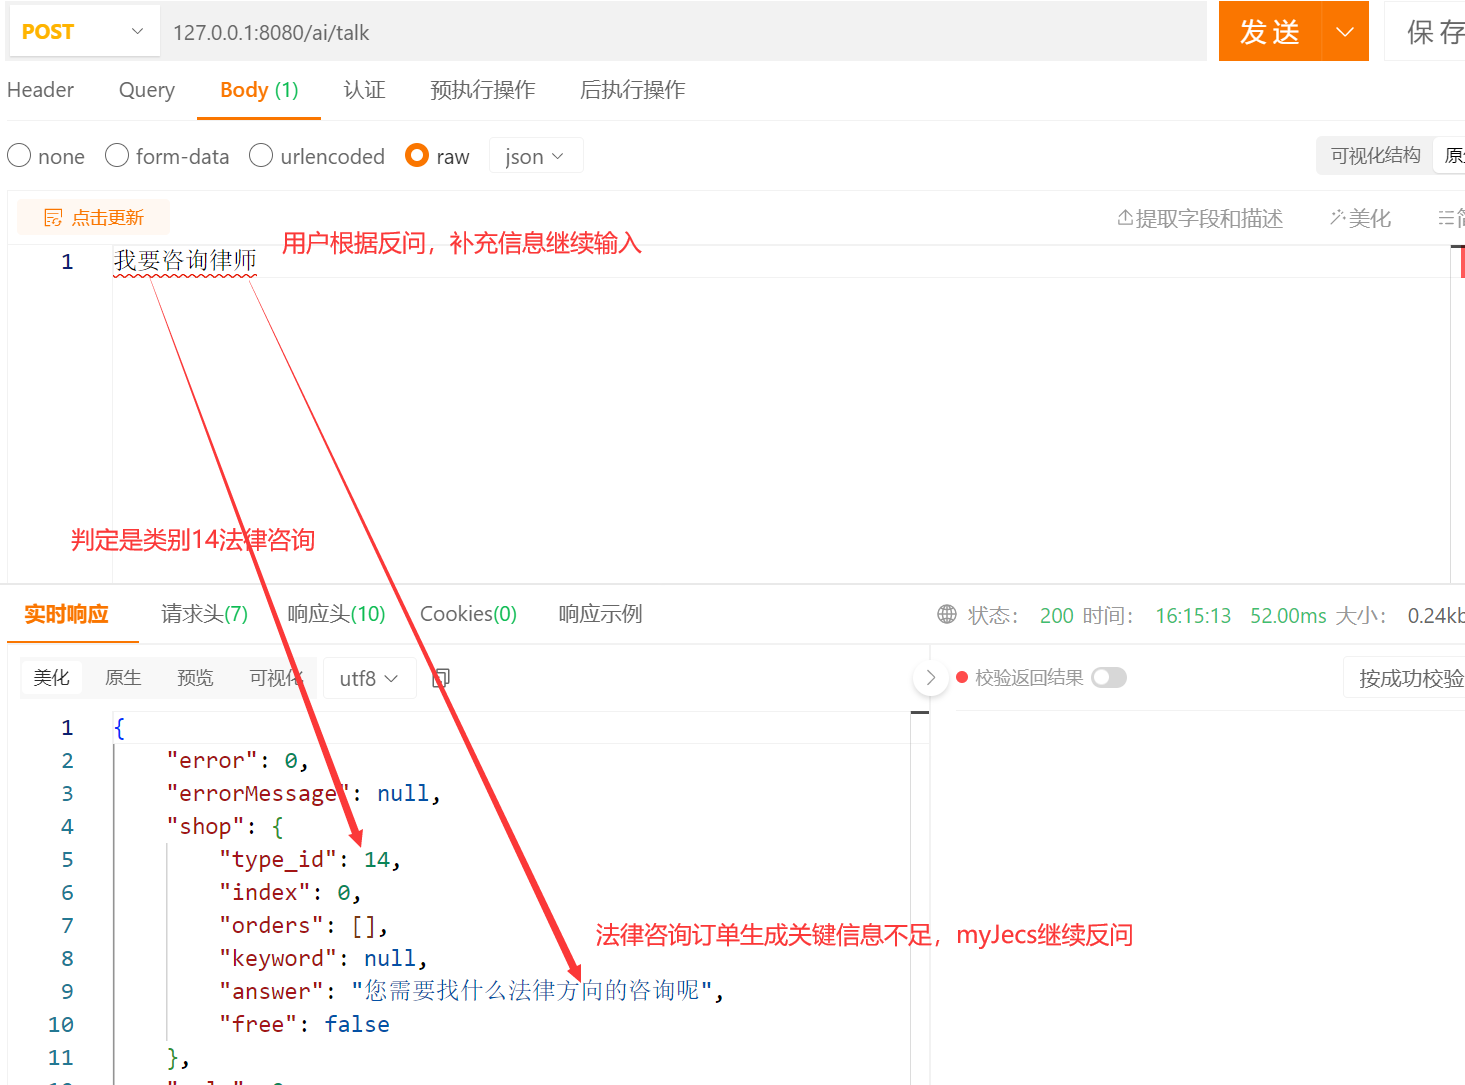 POST 127.0.0.1:8080/ai/talk 发送 保存
Header Query Body (1) 认证 预执行操作 后执行操作
none form-data urlencoded raw json 可视化结构
点击更新 提取字段和描述 美化
用户根据反问，补充信息继续输入
1 我要咨询律师
判定是类别14法律咨询
实时响应 请求头(7) 响应头(10) Cookies(0) 响应示例 状态： 200 时间： 16:15:13 52.00ms 大小： 0.24kb
美化 原生 预览 可视化 utf8 校验返回结果 按成功校验
1 {
2 "error": 0,
3 "errorMessage": null,
4 "shop": {
5 "type_id": 14,
6 "index": 0,
7 "orders": [],
法律咨询订单生成关键信息不足，myJecs继续反问
8 "keyword": null,
9 "answer": "您需要找什么法律方向的咨询呢",
10 "free": false
11 },